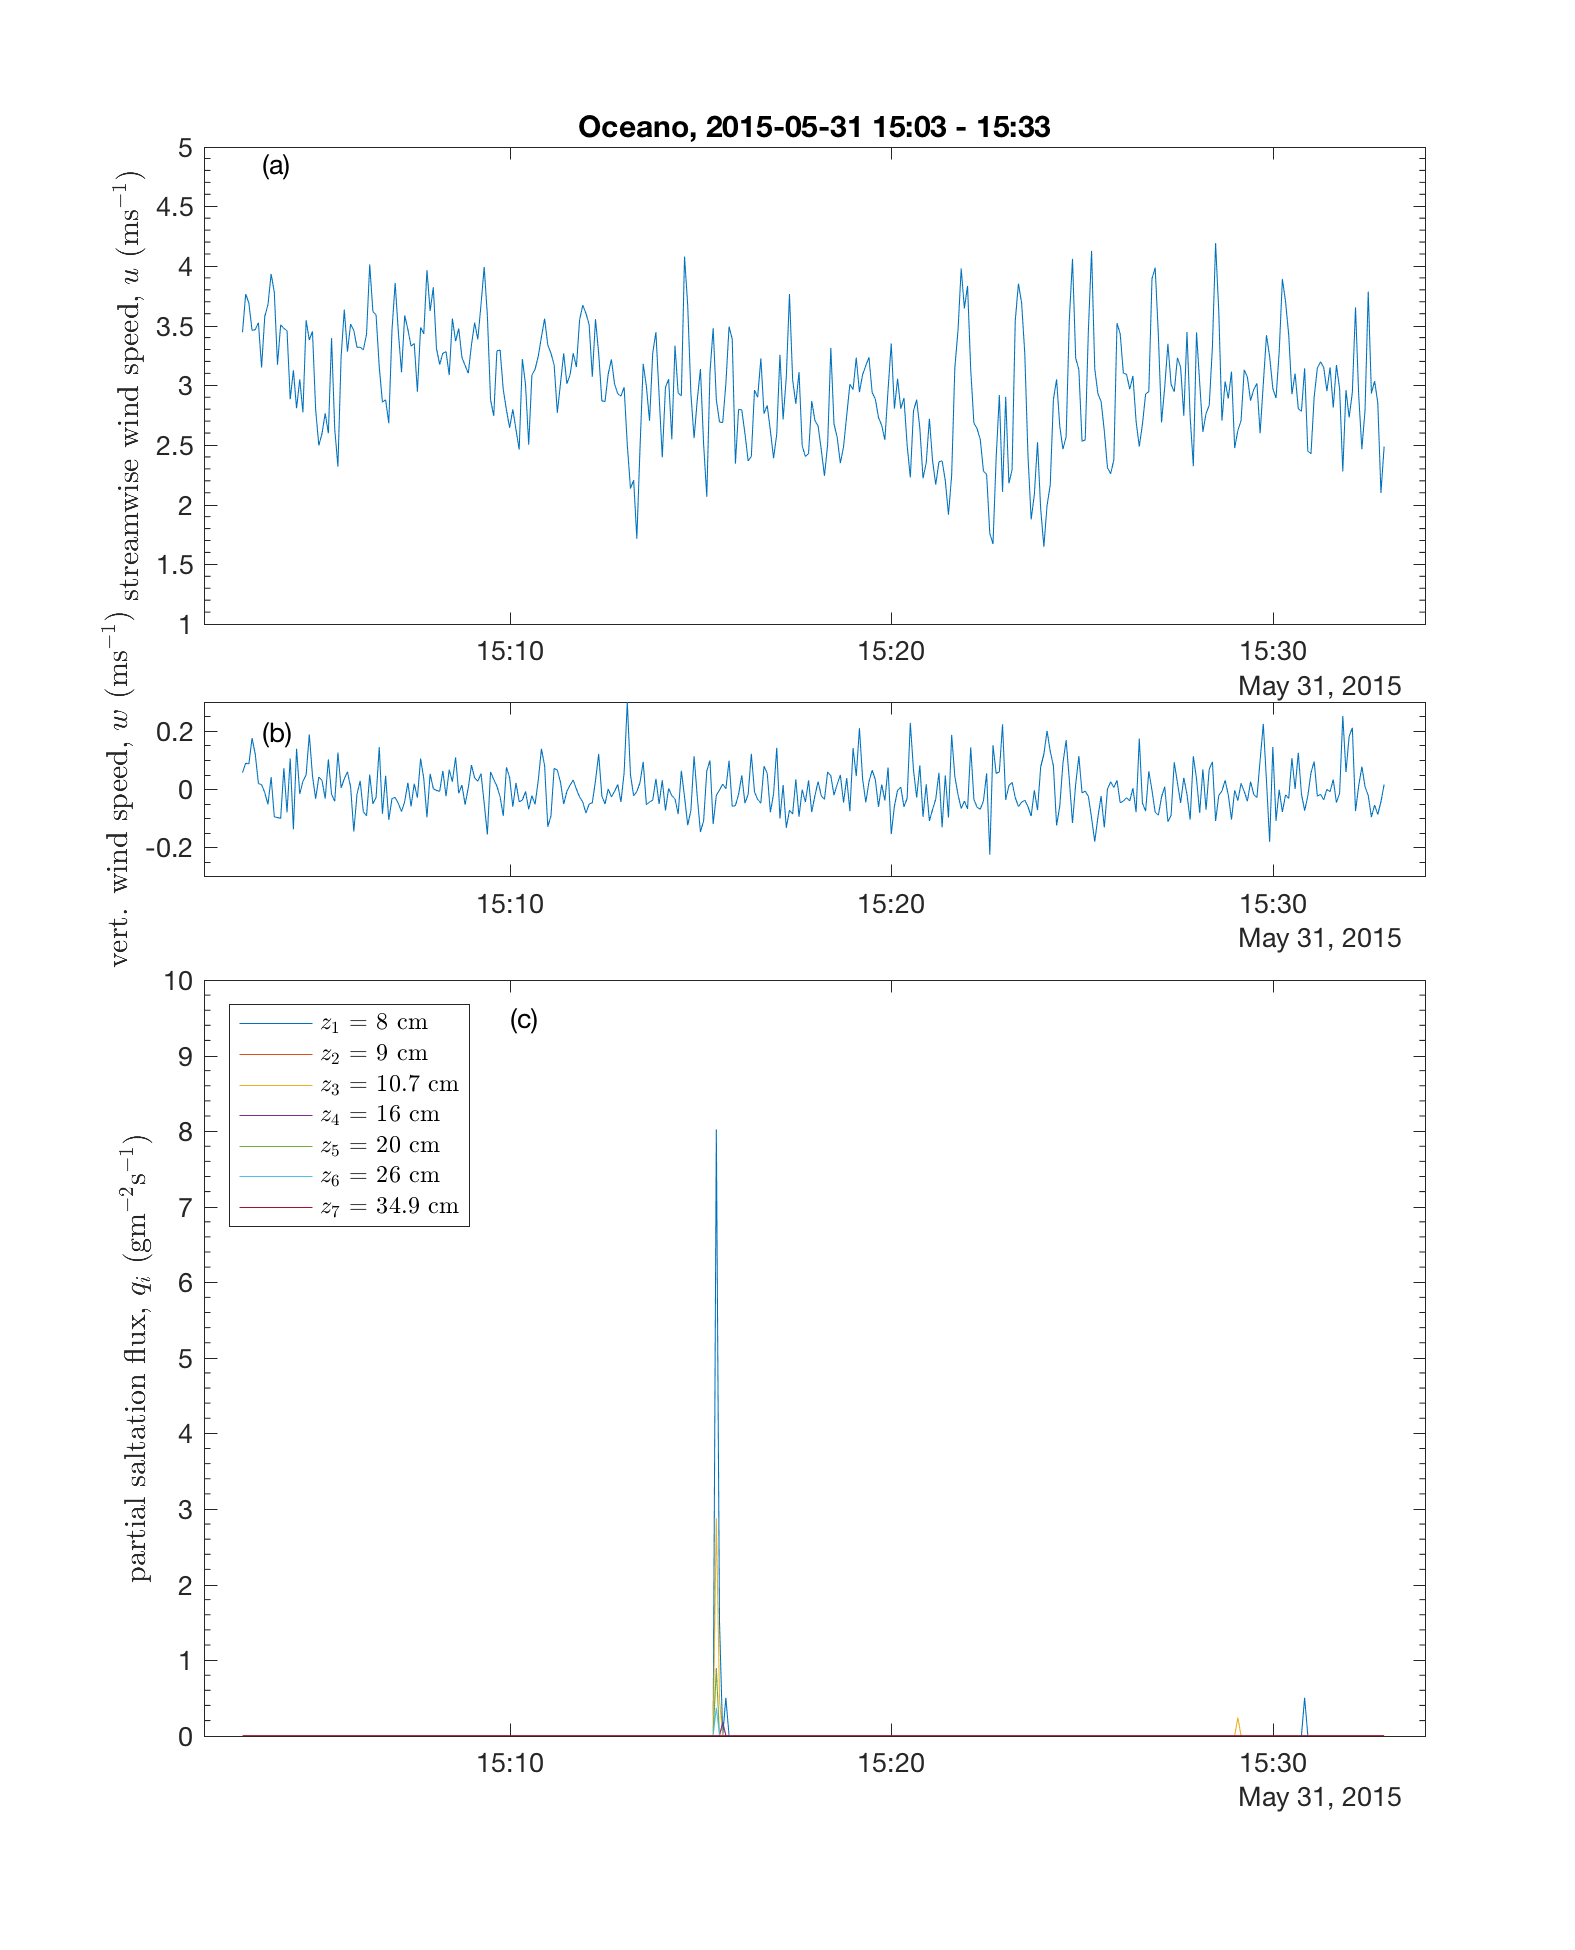 Oceano, 2015-05-31 15:03 - 15:33
(a)
streamwise wind speed, u (ms⁻¹)
5
4.5
4
3.5
3
2.5
2
1.5
1
15:10 15:20 15:30
May 31, 2015
(b)
vert. wind speed, w (ms⁻¹)
0.2
0
-0.2
15:10 15:20 15:30
May 31, 2015
(c)
partial saltation flux, qᵢ (gm⁻²s⁻¹)
10
9
8
7
6
5
4
3
2
1
0
z₁ = 8 cm
z₂ = 9 cm
z₃ = 10.7 cm
z₄ = 16 cm
z₅ = 20 cm
z₆ = 26 cm
z₇ = 34.9 cm
15:10 15:20 15:30
May 31, 2015